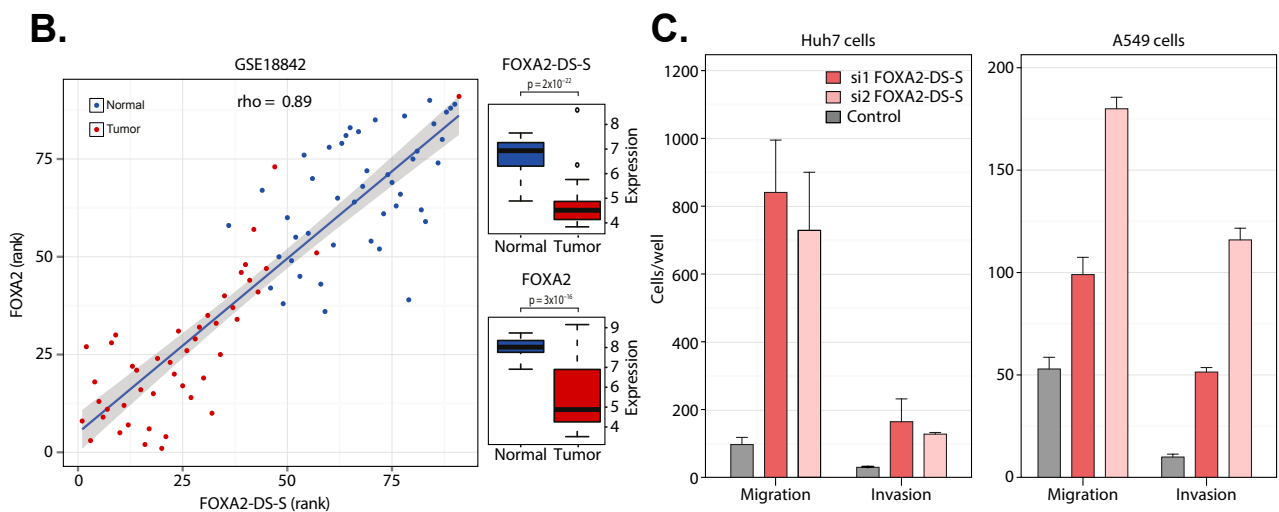 B.
GSE18842
Normal
Tumor
rho = 0.89
75
50
25
0
FOXA2 (rank)
0 25 50 75
FOXA2-DS-S (rank)
FOXA2-DS-S
p = 2x10⁻²²
8
7
6
5
4
Expression
Normal Tumor
FOXA2
p = 3x10⁻¹⁶
9
8
7
6
5
4
Expression
Normal Tumor
C.
Huh7 cells
si1 FOXA2-DS-S
si2 FOXA2-DS-S
Control
1200
1000
800
600
400
200
0
Cells/well
Migration Invasion
A549 cells
200
150
100
50
0
Migration Invasion